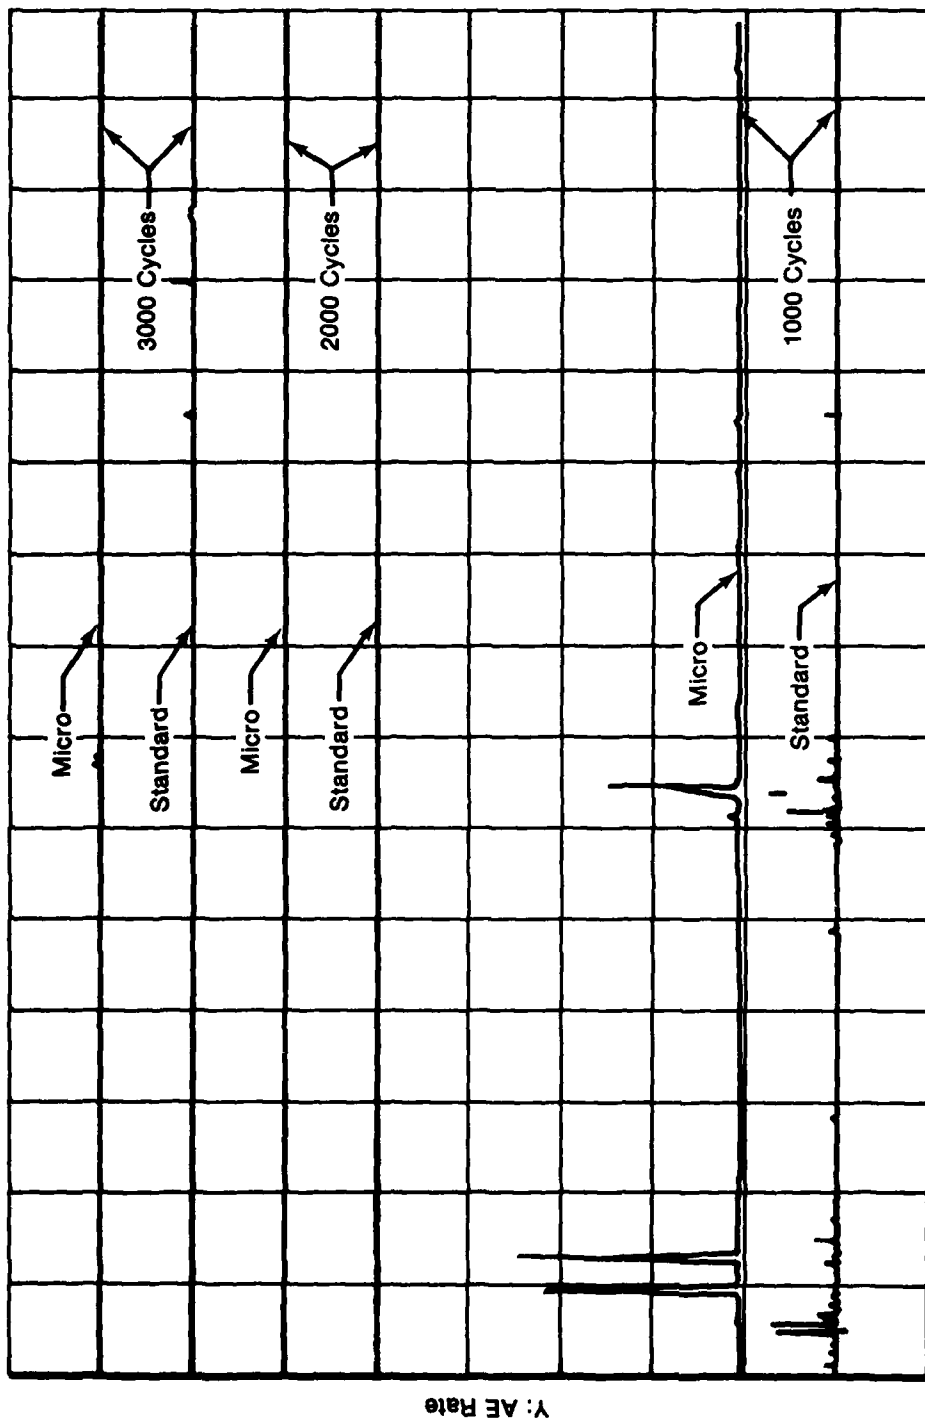 Micro
3000 Cycles
Standard
Micro
2000 Cycles
Standard
Micro
1000 Cycles
Standard
Y: AE Rate